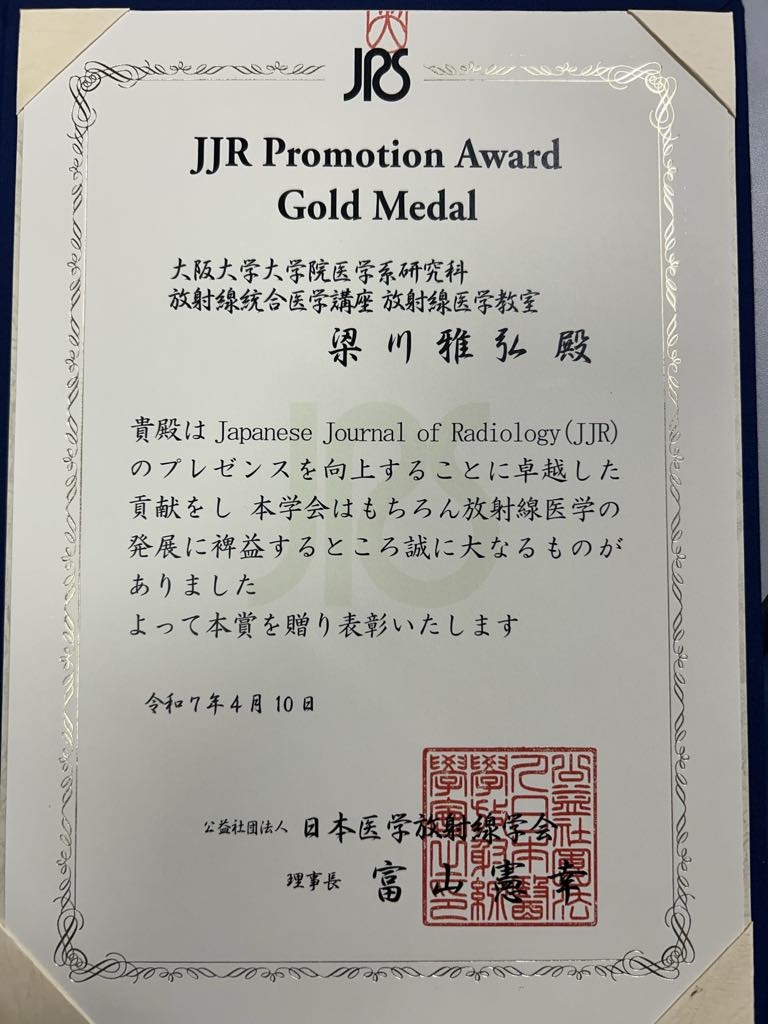 JRS
JJR Promotion Award
Gold Medal
大阪大学大学院医学系研究科
放射線統合医学講座 放射線医学教室
梁川雅弘 殿
貴殿は Japanese Journal of Radiology(JJR)
のプレゼンスを向上することに卓越した
貢献をし 本学会はもちろん放射線医学の
発展に裨益するところ誠に大なるものが
ありました
よって本賞を贈り表彰いたします
令和7年4月10日
公益社団法人 日本医学放射線学会
理事長 富山憲幸